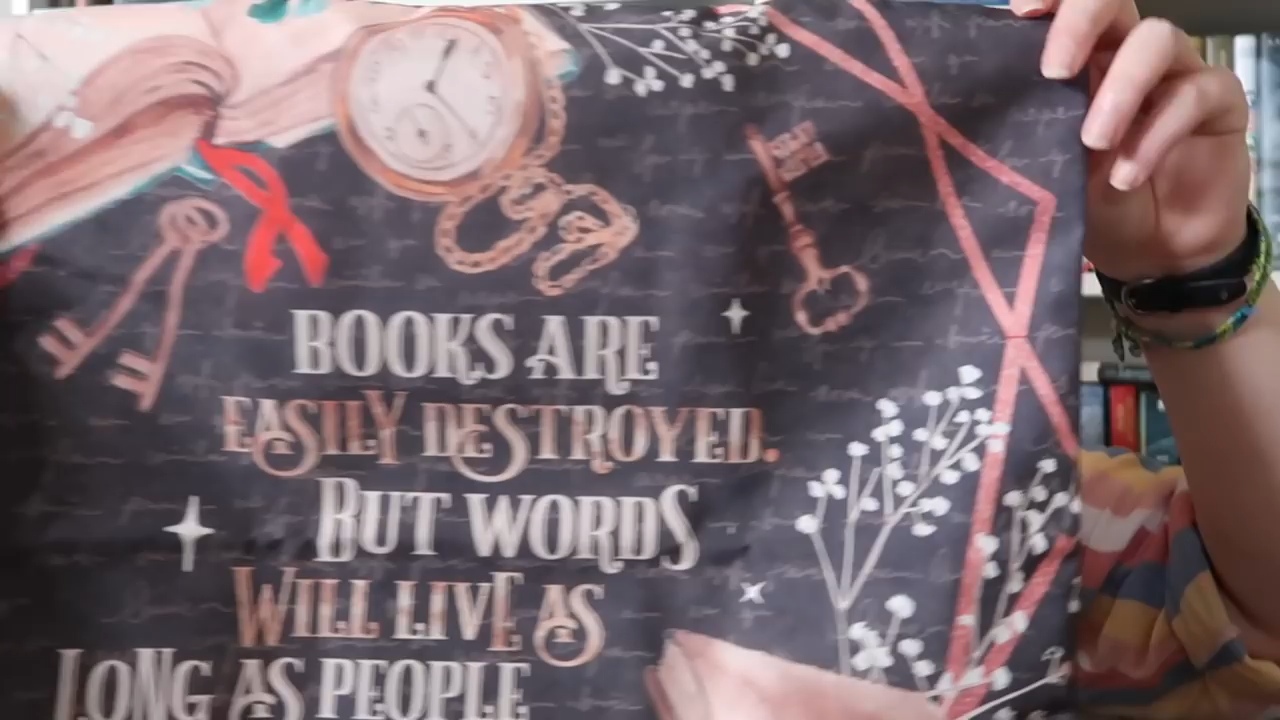 BOOKS ARE
EASILY DESTROYED.
BUT WORDS
WILL LIVE AS
LONG AS PEOPLE